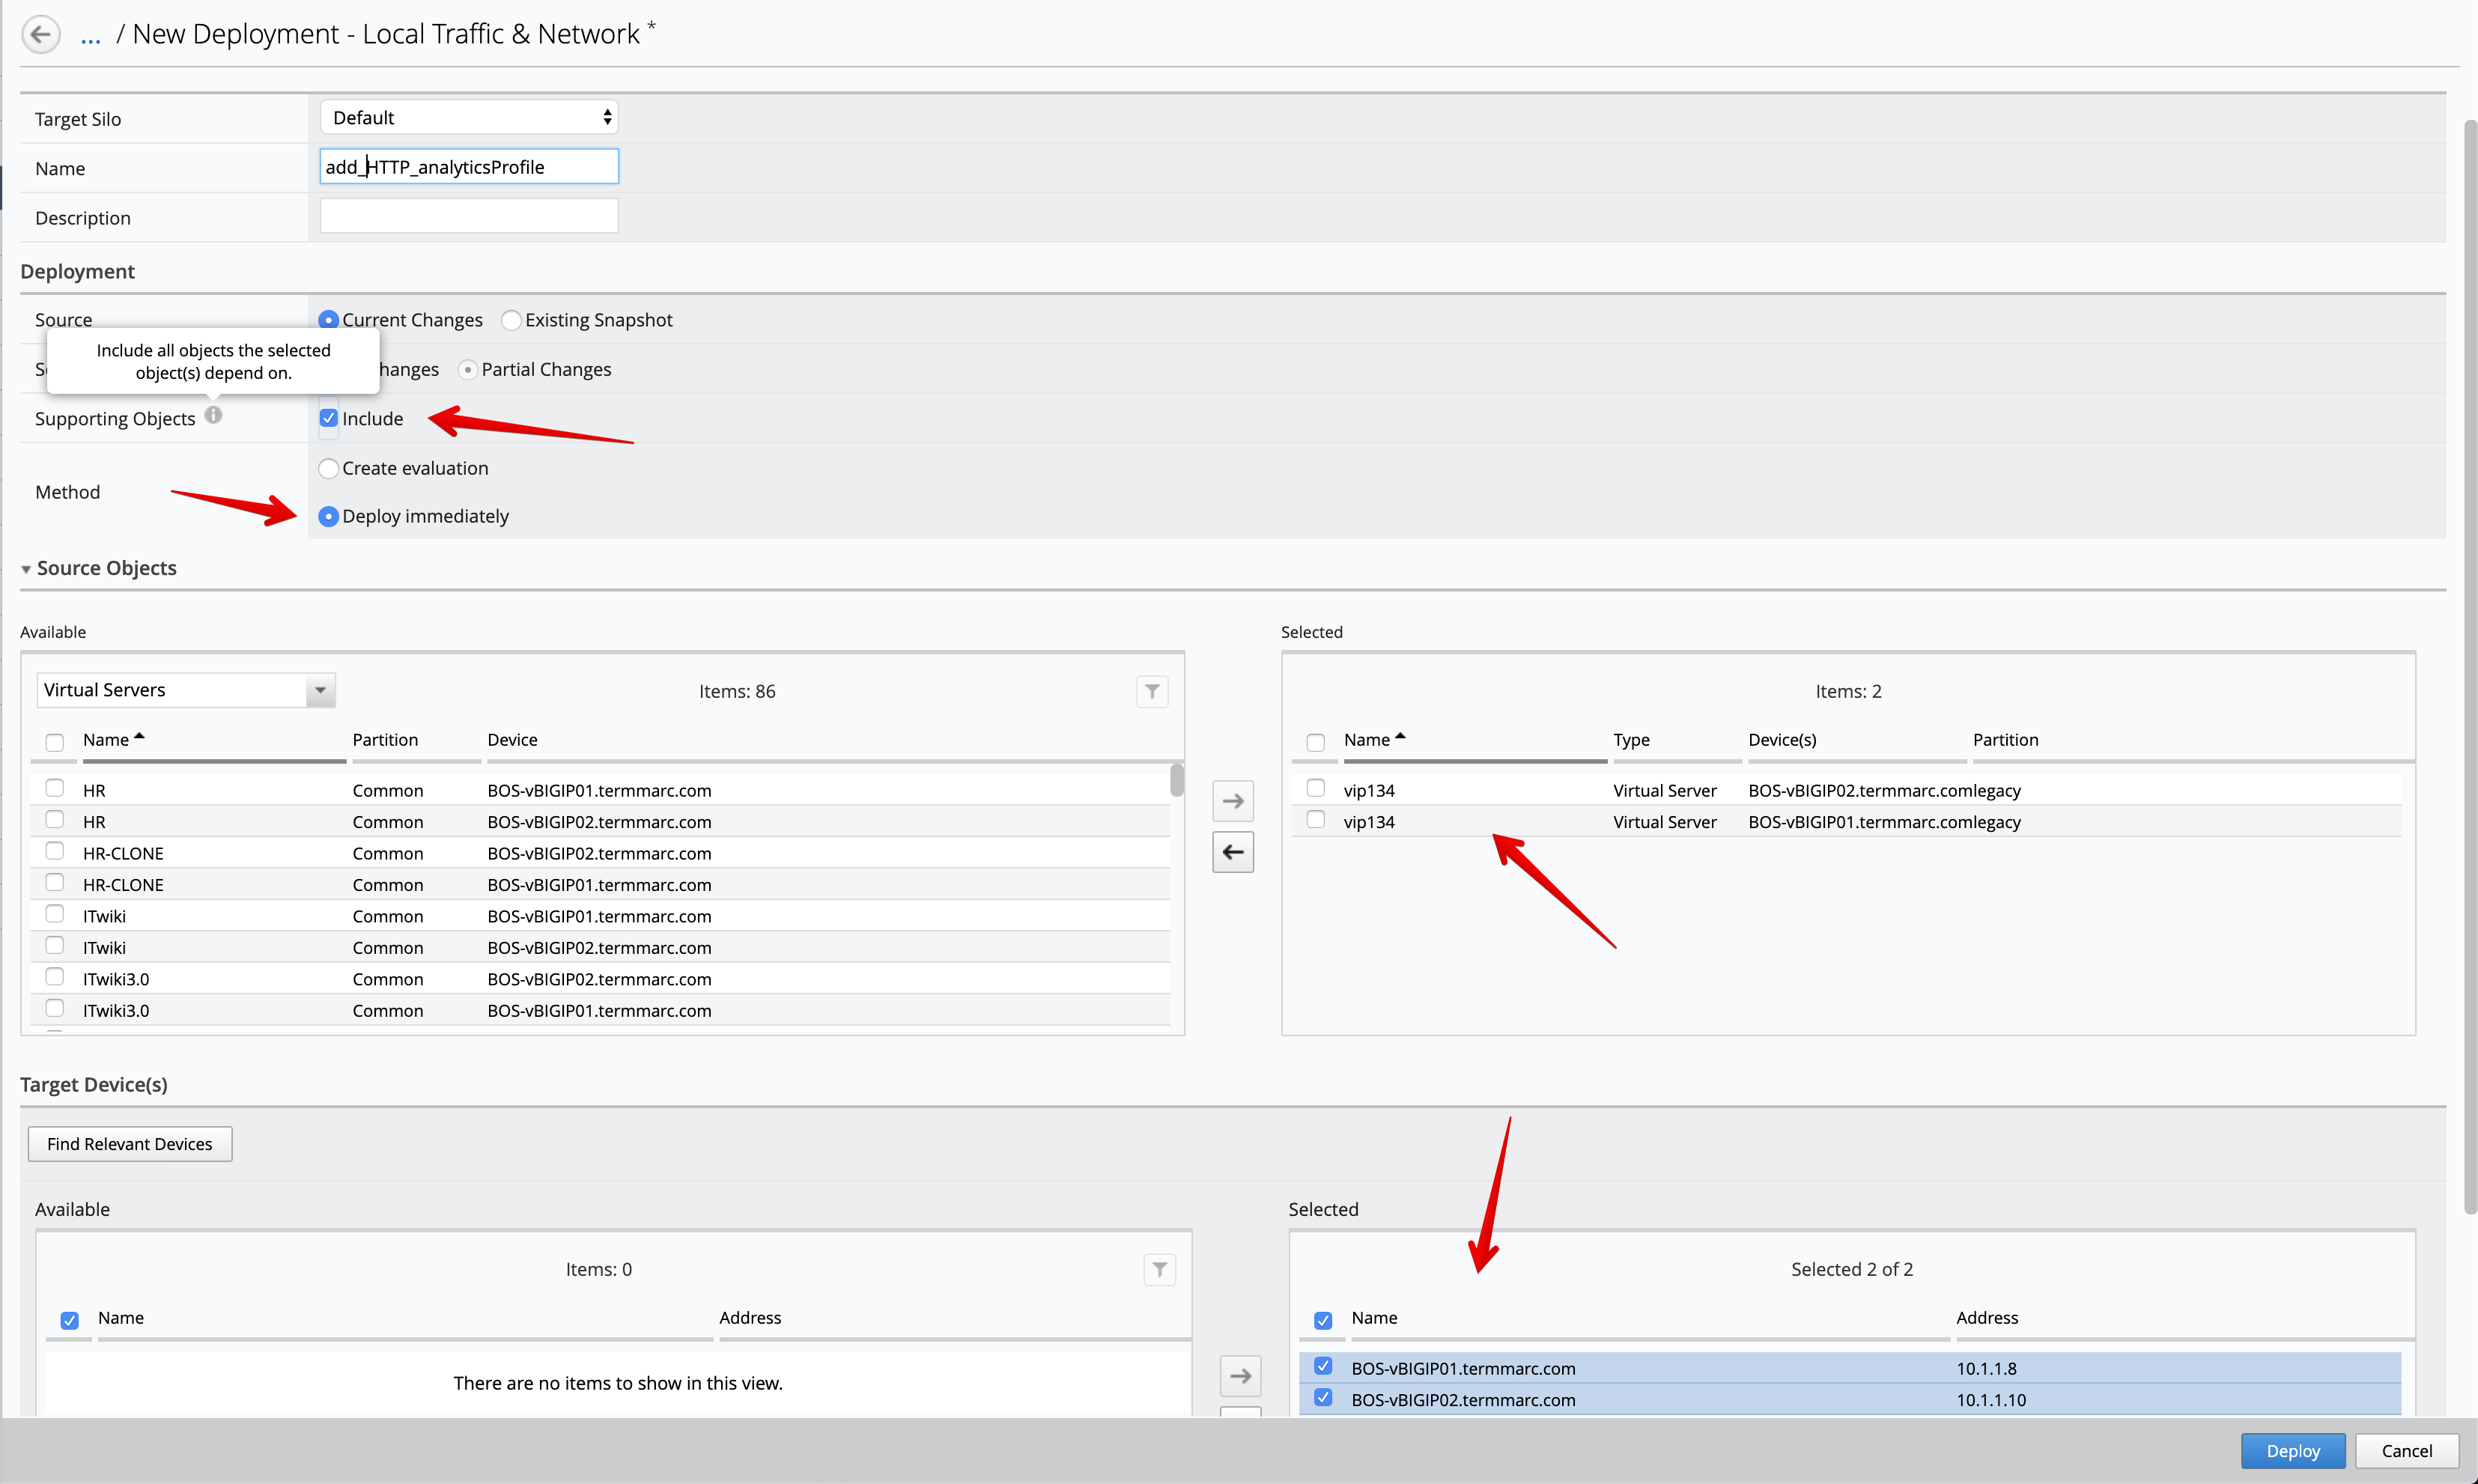 ... / New Deployment - Local Traffic & Network *
Target Silo Default
Name add_HTTP_analyticsProfile
Description
Deployment
Source Current Changes Existing Snapshot
Include all objects the selected
object(s) depend on.
hanges Partial Changes
Supporting Objects Include
Create evaluation
Method
Deploy immediately
Source Objects
Available Selected
Virtual Servers Items: 86 Items: 2
Name Partition Device Name Type Device(s) Partition
HR Common BOS-vBIGIP01.termmarc.com vip134 Virtual Server BOS-vBIGIP02.termmarc.comlegacy
HR Common BOS-vBIGIP02.termmarc.com vip134 Virtual Server BOS-vBIGIP01.termmarc.comlegacy
HR-CLONE Common BOS-vBIGIP02.termmarc.com
HR-CLONE Common BOS-vBIGIP01.termmarc.com
ITwiki Common BOS-vBIGIP01.termmarc.com
ITwiki Common BOS-vBIGIP02.termmarc.com
ITwiki3.0 Common BOS-vBIGIP02.termmarc.com
ITwiki3.0 Common BOS-vBIGIP01.termmarc.com
Target Device(s)
Find Relevant Devices
Available Selected
Items: 0 Selected 2 of 2
Name Address Name Address
There are no items to show in this view.
BOS-vBIGIP01.termmarc.com 10.1.1.8
BOS-vBIGIP02.termmarc.com 10.1.1.10
Deploy Cancel